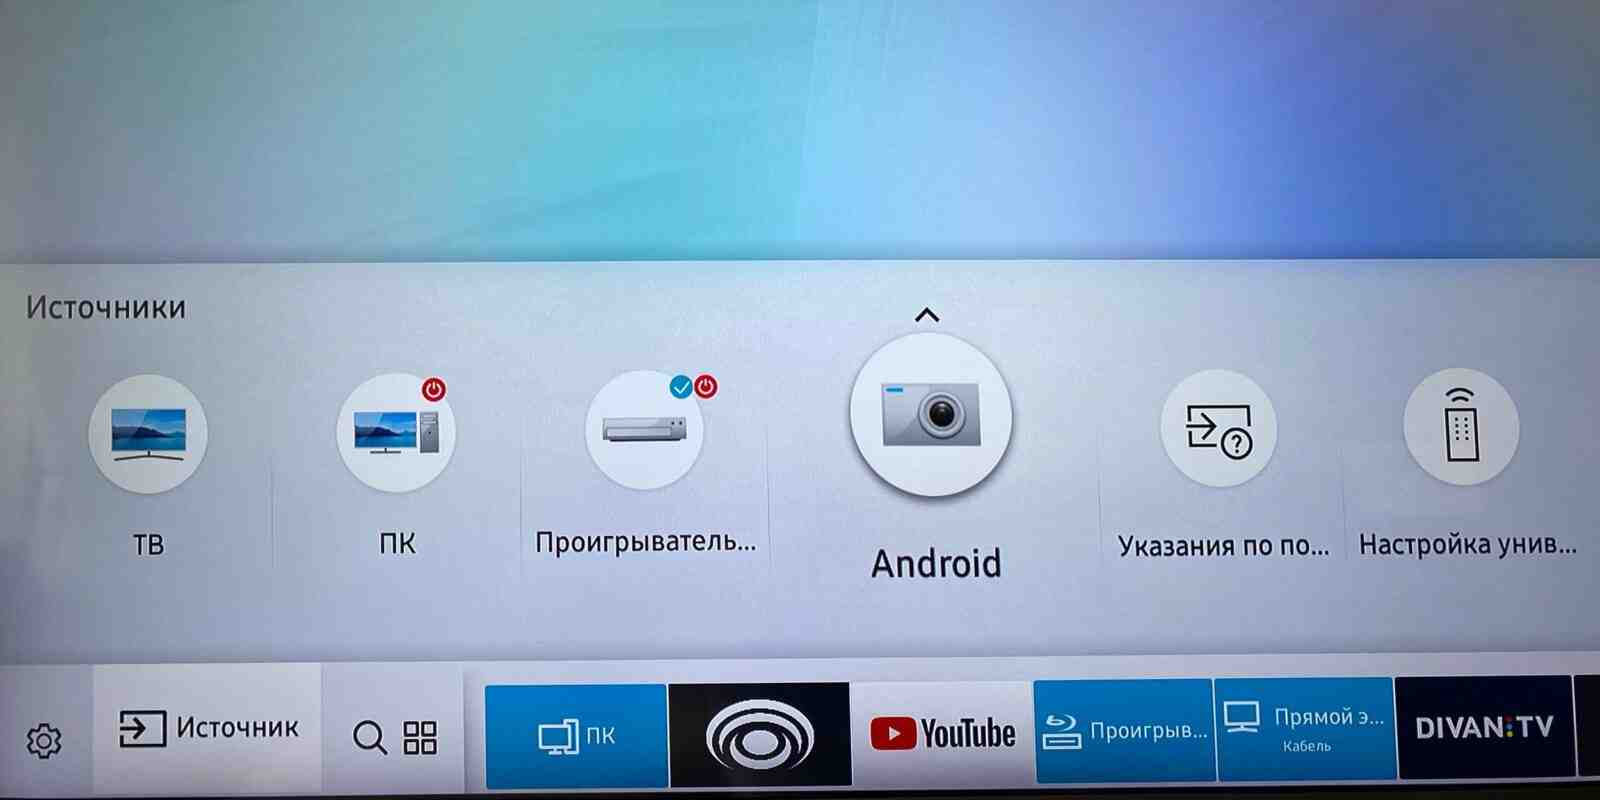 Источники
ТВ
ПК
Проигрыватель...
Android
Указания по по...
Настройка унив...
Источник
ПК
YouTube
Проигрыв...
Прямой э...
Кабель
DIVAN:TV